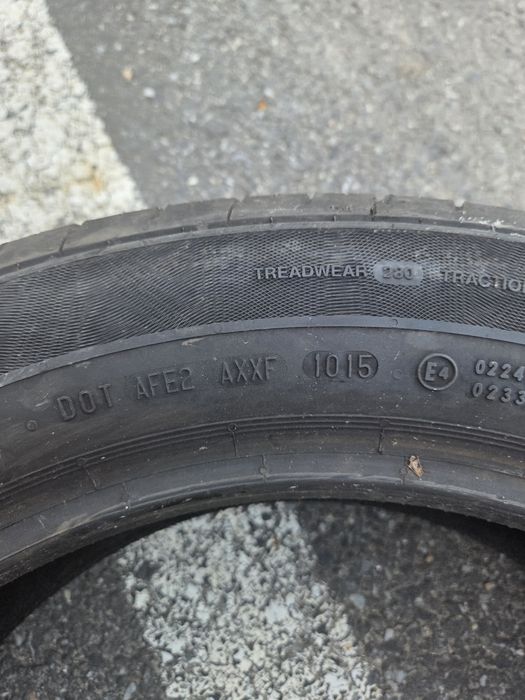 TREADWEAR 280 TRACTION
DOT AFE2 AXXF 1015 E4 0224
0233